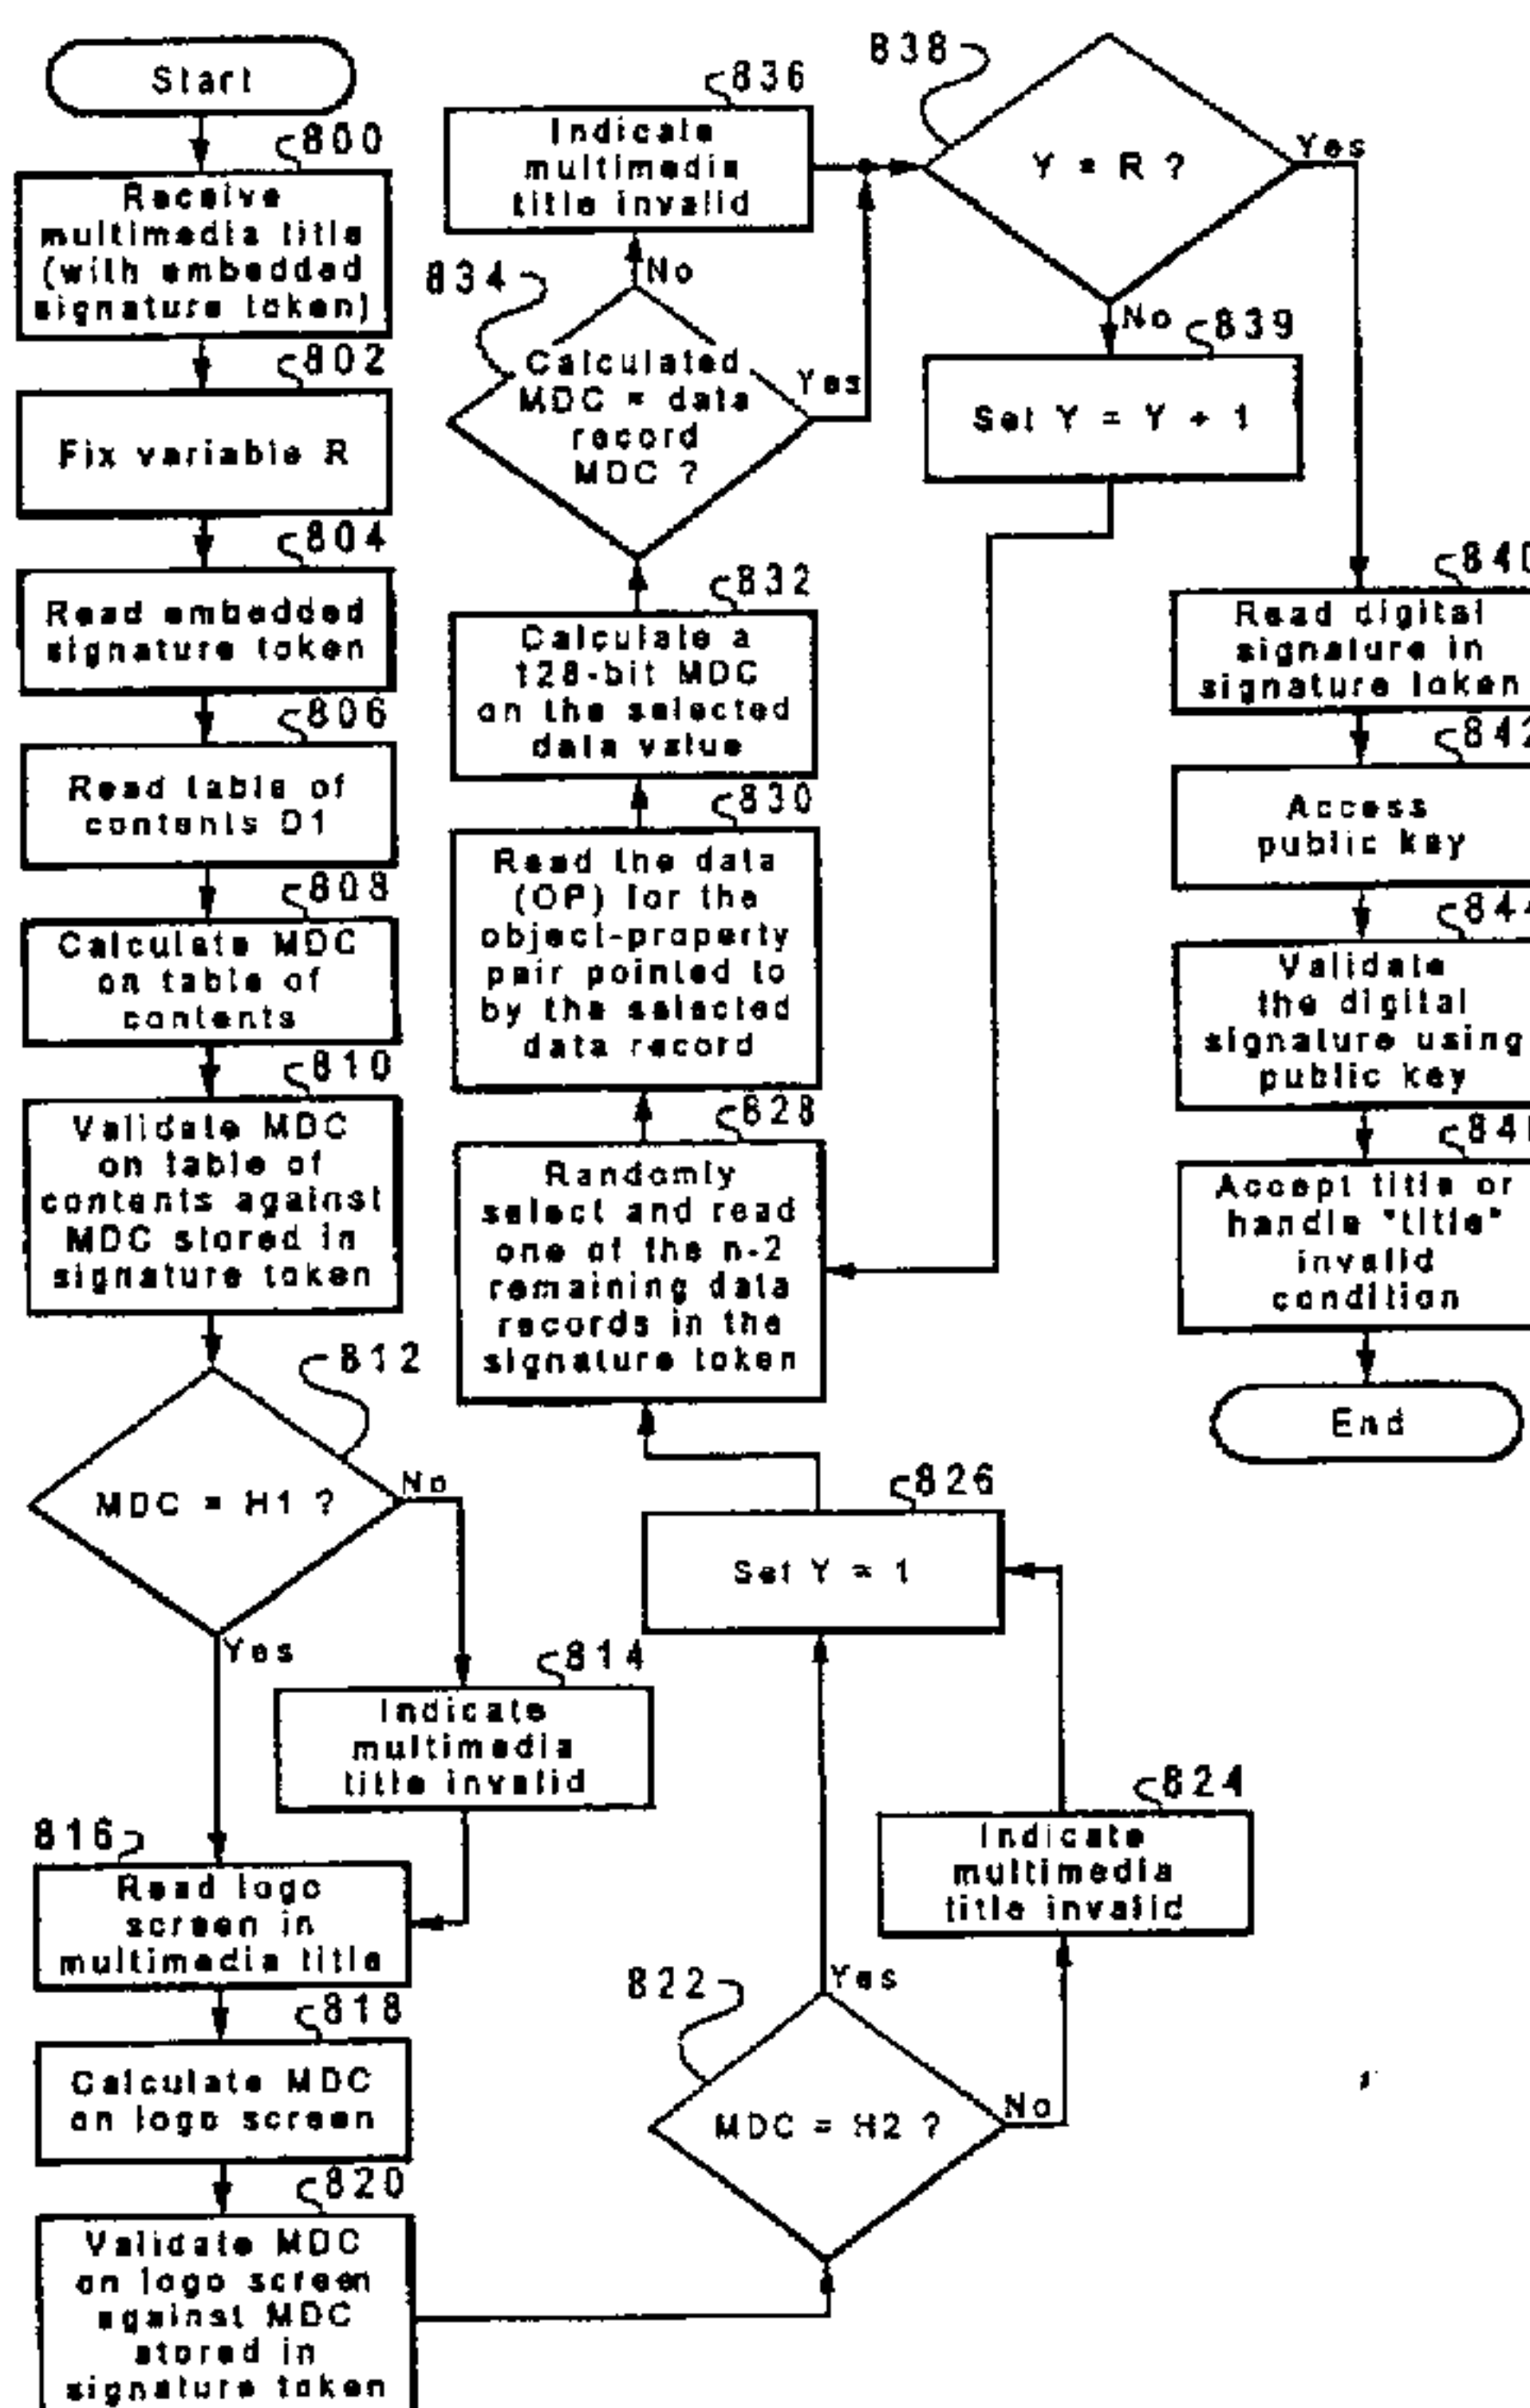 Start
800
Receive
multimedia title
(with embedded
signature token)
802
Fix variable R
804
Read embedded
signature token
806
Read table of
contents D1
808
Calculate MDC
on table of
contents
810
Validate MDC
on table of
contents against
MDC stored in
signature token
812
MDC = H1 ?
No
Yes
814
Indicate
multimedia
title invalid
816
Read logo
screen in
multimedia title
818
Calculate MDC
on logo screen
820
Validate MDC
on logo screen
against MDC
stored in
signature token
822
MDC = H2 ?
Yes
No
824
Indicate
multimedia
title invalid
826
Set Y = 1
828
Randomly
select and read
one of the n-2
remaining data
records in the
signature token
830
Read the data
(OP) for the
object-property
pair pointed to
by the selected
data record
832
Calculate a
128-bit MDC
on the selected
data value
834
Calculated
MDC = data
record
MDC ?
No
Yes
836
Indicate
multimedia
title invalid
838
Y = R ?
Yes
No
839
Set Y = Y + 1
840
Read digital
signature in
signature token
842
Access
public key
844
Validate
the digital
signature using
public key
Accept title or
handle "title"
invalid
condition
End